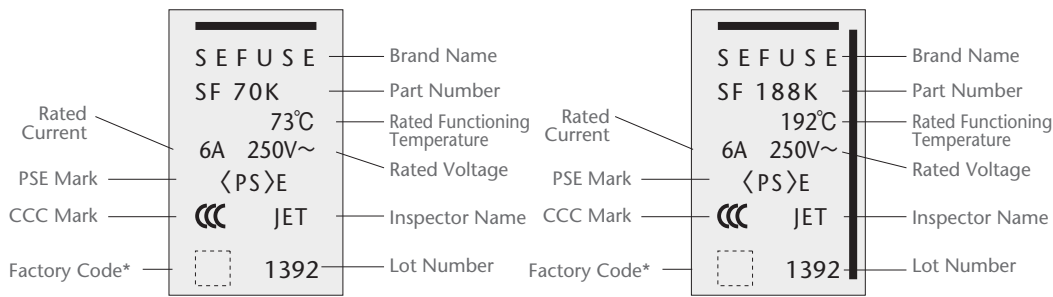 SEFUSE
Brand Name
SF 70K
Part Number
Rated
Current
73℃
Rated Functioning
Temperature
6A 250V～
Rated Voltage
PSE Mark
〈PS〉E
CCC Mark
CCC
JET
Inspector Name
Factory Code*
1392
Lot Number
SEFUSE
Brand Name
SF 188K
Part Number
Rated
Current
192℃
Rated Functioning
Temperature
6A 250V～
Rated Voltage
PSE Mark
〈PS〉E
CCC Mark
CCC
JET
Inspector Name
Factory Code*
1392
Lot Number